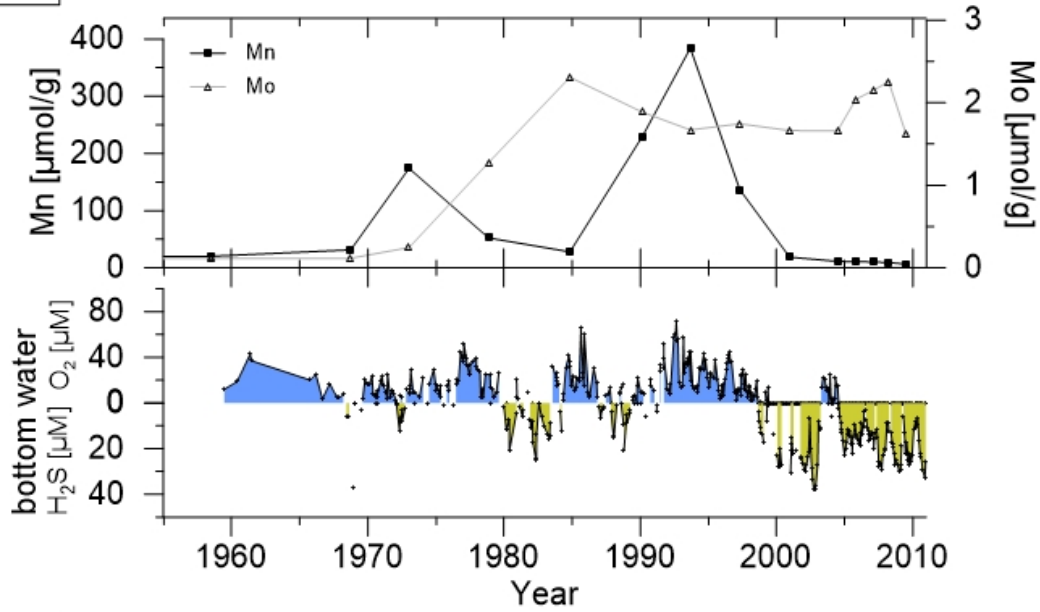 400
300
200
100
0
Mn [µmol/g]
Mn
Mo
3
2
1
0
Mo [µmol/g]
80
40
0
20
40
bottom water
H₂S [µM] O₂ [µM]
1960 1970 1980 1990 2000 2010
Year